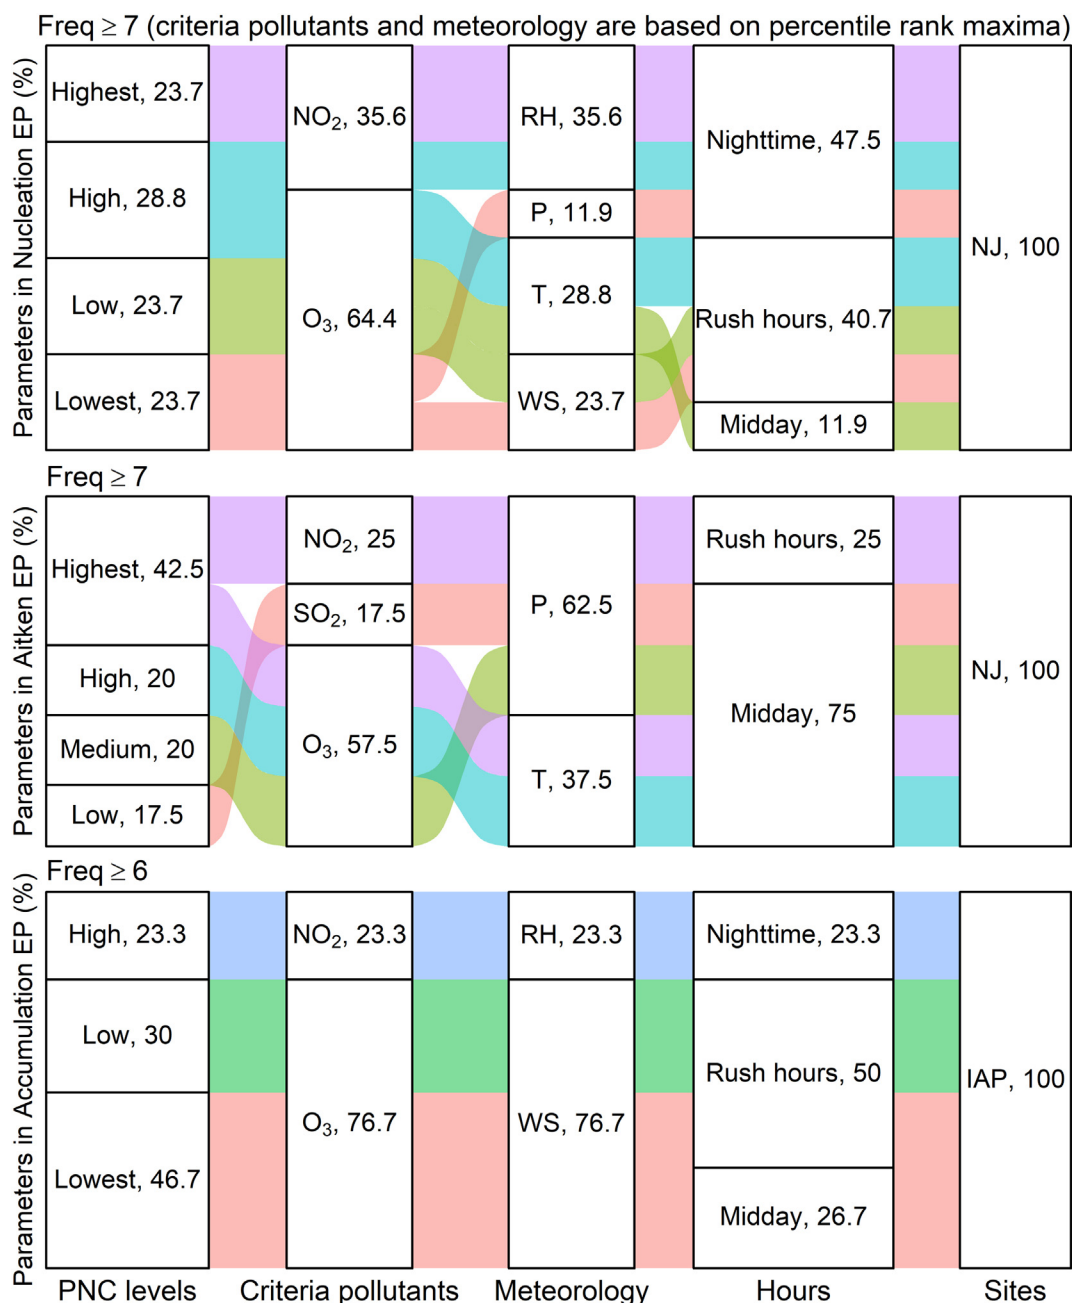 Freq ≥ 7 (criteria pollutants and meteorology are based on percentile rank maxima)
Parameters in Nucleation EP (%)
Highest, 23.7
High, 28.8
Low, 23.7
Lowest, 23.7
NO₂, 35.6
O₃, 64.4
RH, 35.6
P, 11.9
T, 28.8
WS, 23.7
Nighttime, 47.5
Rush hours, 40.7
Midday, 11.9
NJ, 100
Freq ≥ 7
Parameters in Aitken EP (%)
Highest, 42.5
High, 20
Medium, 20
Low, 17.5
NO₂, 25
SO₂, 17.5
O₃, 57.5
P, 62.5
T, 37.5
Rush hours, 25
Midday, 75
NJ, 100
Freq ≥ 6
Parameters in Accumulation EP (%)
High, 23.3
Low, 30
Lowest, 46.7
NO₂, 23.3
O₃, 76.7
RH, 23.3
WS, 76.7
Nighttime, 23.3
Rush hours, 50
Midday, 26.7
IAP, 100
PNC levels
Criteria pollutants
Meteorology
Hours
Sites